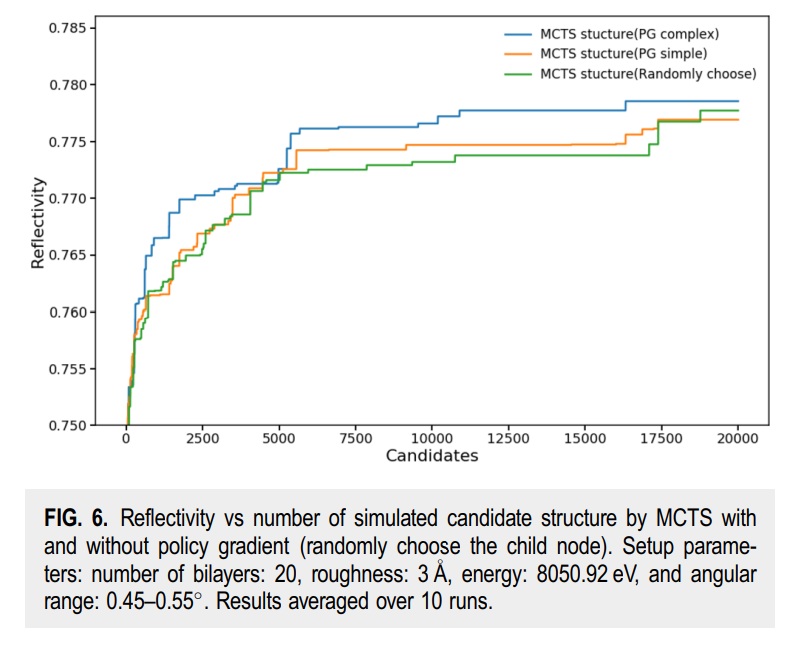 0.785
0.780
0.775
0.770
0.765
0.760
0.755
0.750
Reflectivity
MCTS stucture(PG complex)
MCTS stucture(PG simple)
MCTS stucture(Randomly choose)
0 2500 5000 7500 10000 12500 15000 17500 20000
Candidates
FIG. 6. Reflectivity vs number of simulated candidate structure by MCTS with
and without policy gradient (randomly choose the child node). Setup parame-
ters: number of bilayers: 20, roughness: 3 Å, energy: 8050.92 eV, and angular
range: 0.45–0.55°. Results averaged over 10 runs.